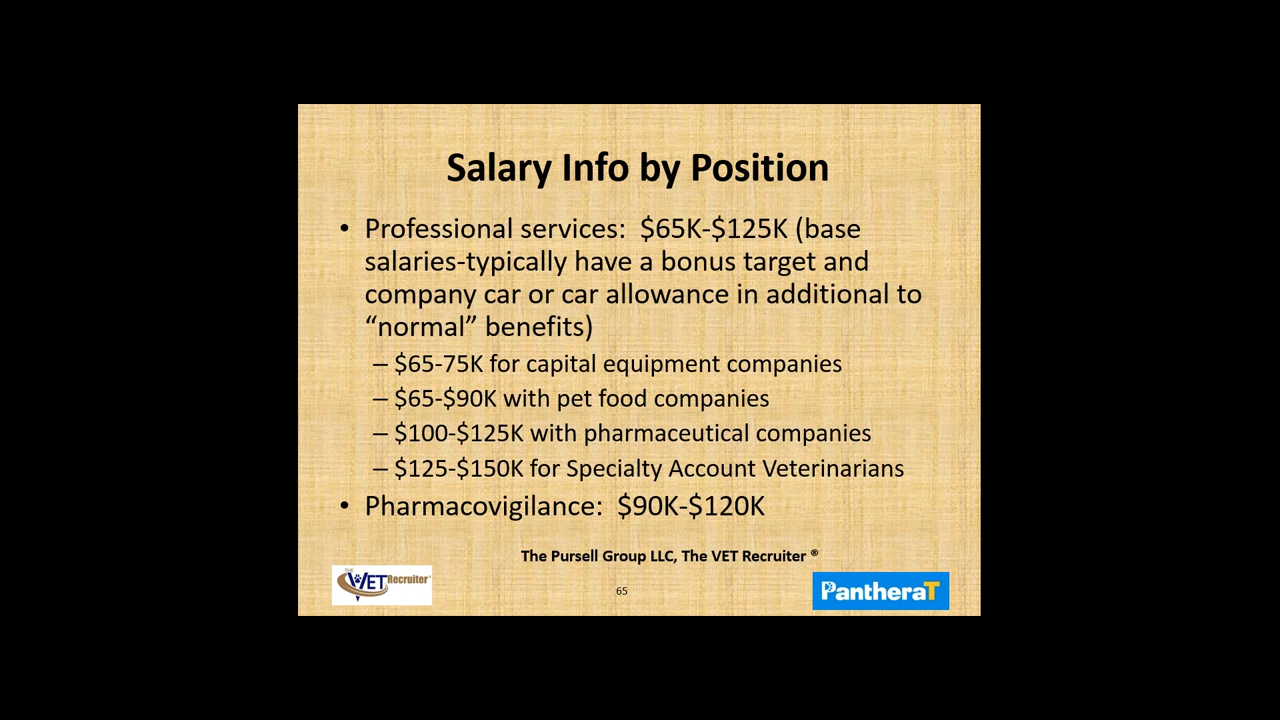 Salary Info by Position
• Professional services:  $65K-$125K (base
salaries-typically have a bonus target and
company car or car allowance in additional to
“normal” benefits)
– $65-75K for capital equipment companies
– $65-$90K with pet food companies
– $100-$125K with pharmaceutical companies
– $125-$150K for Specialty Account Veterinarians
• Pharmacovigilance:  $90K-$120K
The Pursell Group LLC, The VET Recruiter ®
THE
VET Recruiter®
65
PantheraT